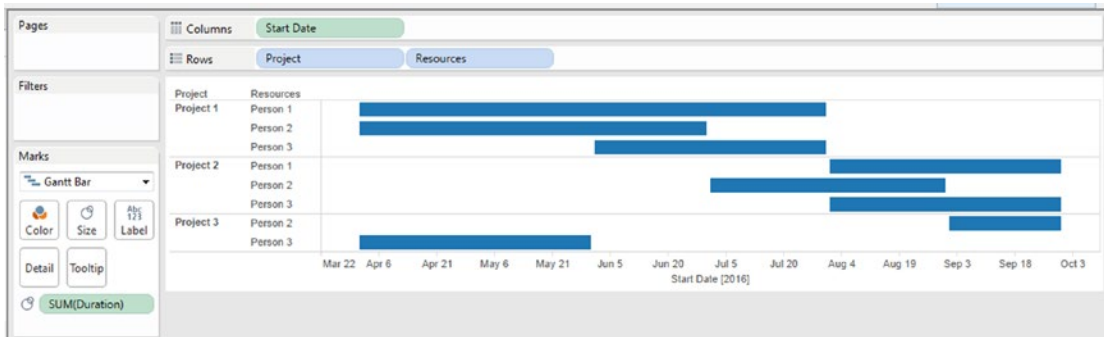 Pages
Columns Start Date
Rows Project Resources
Filters
Project Resources
Project 1 Person 1
Person 2
Person 3
Project 2 Person 1
Person 2
Person 3
Project 3 Person 2
Person 3
Mar 22 Apr 6 Apr 21 May 6 May 21 Jun 5 Jun 20 Jul 5 Jul 20 Aug 4 Aug 19 Sep 3 Sep 18 Oct 3
Start Date [2016]
Marks
Gantt Bar
Abc
123
Color Size Label
Detail Tooltip
SUM(Duration)